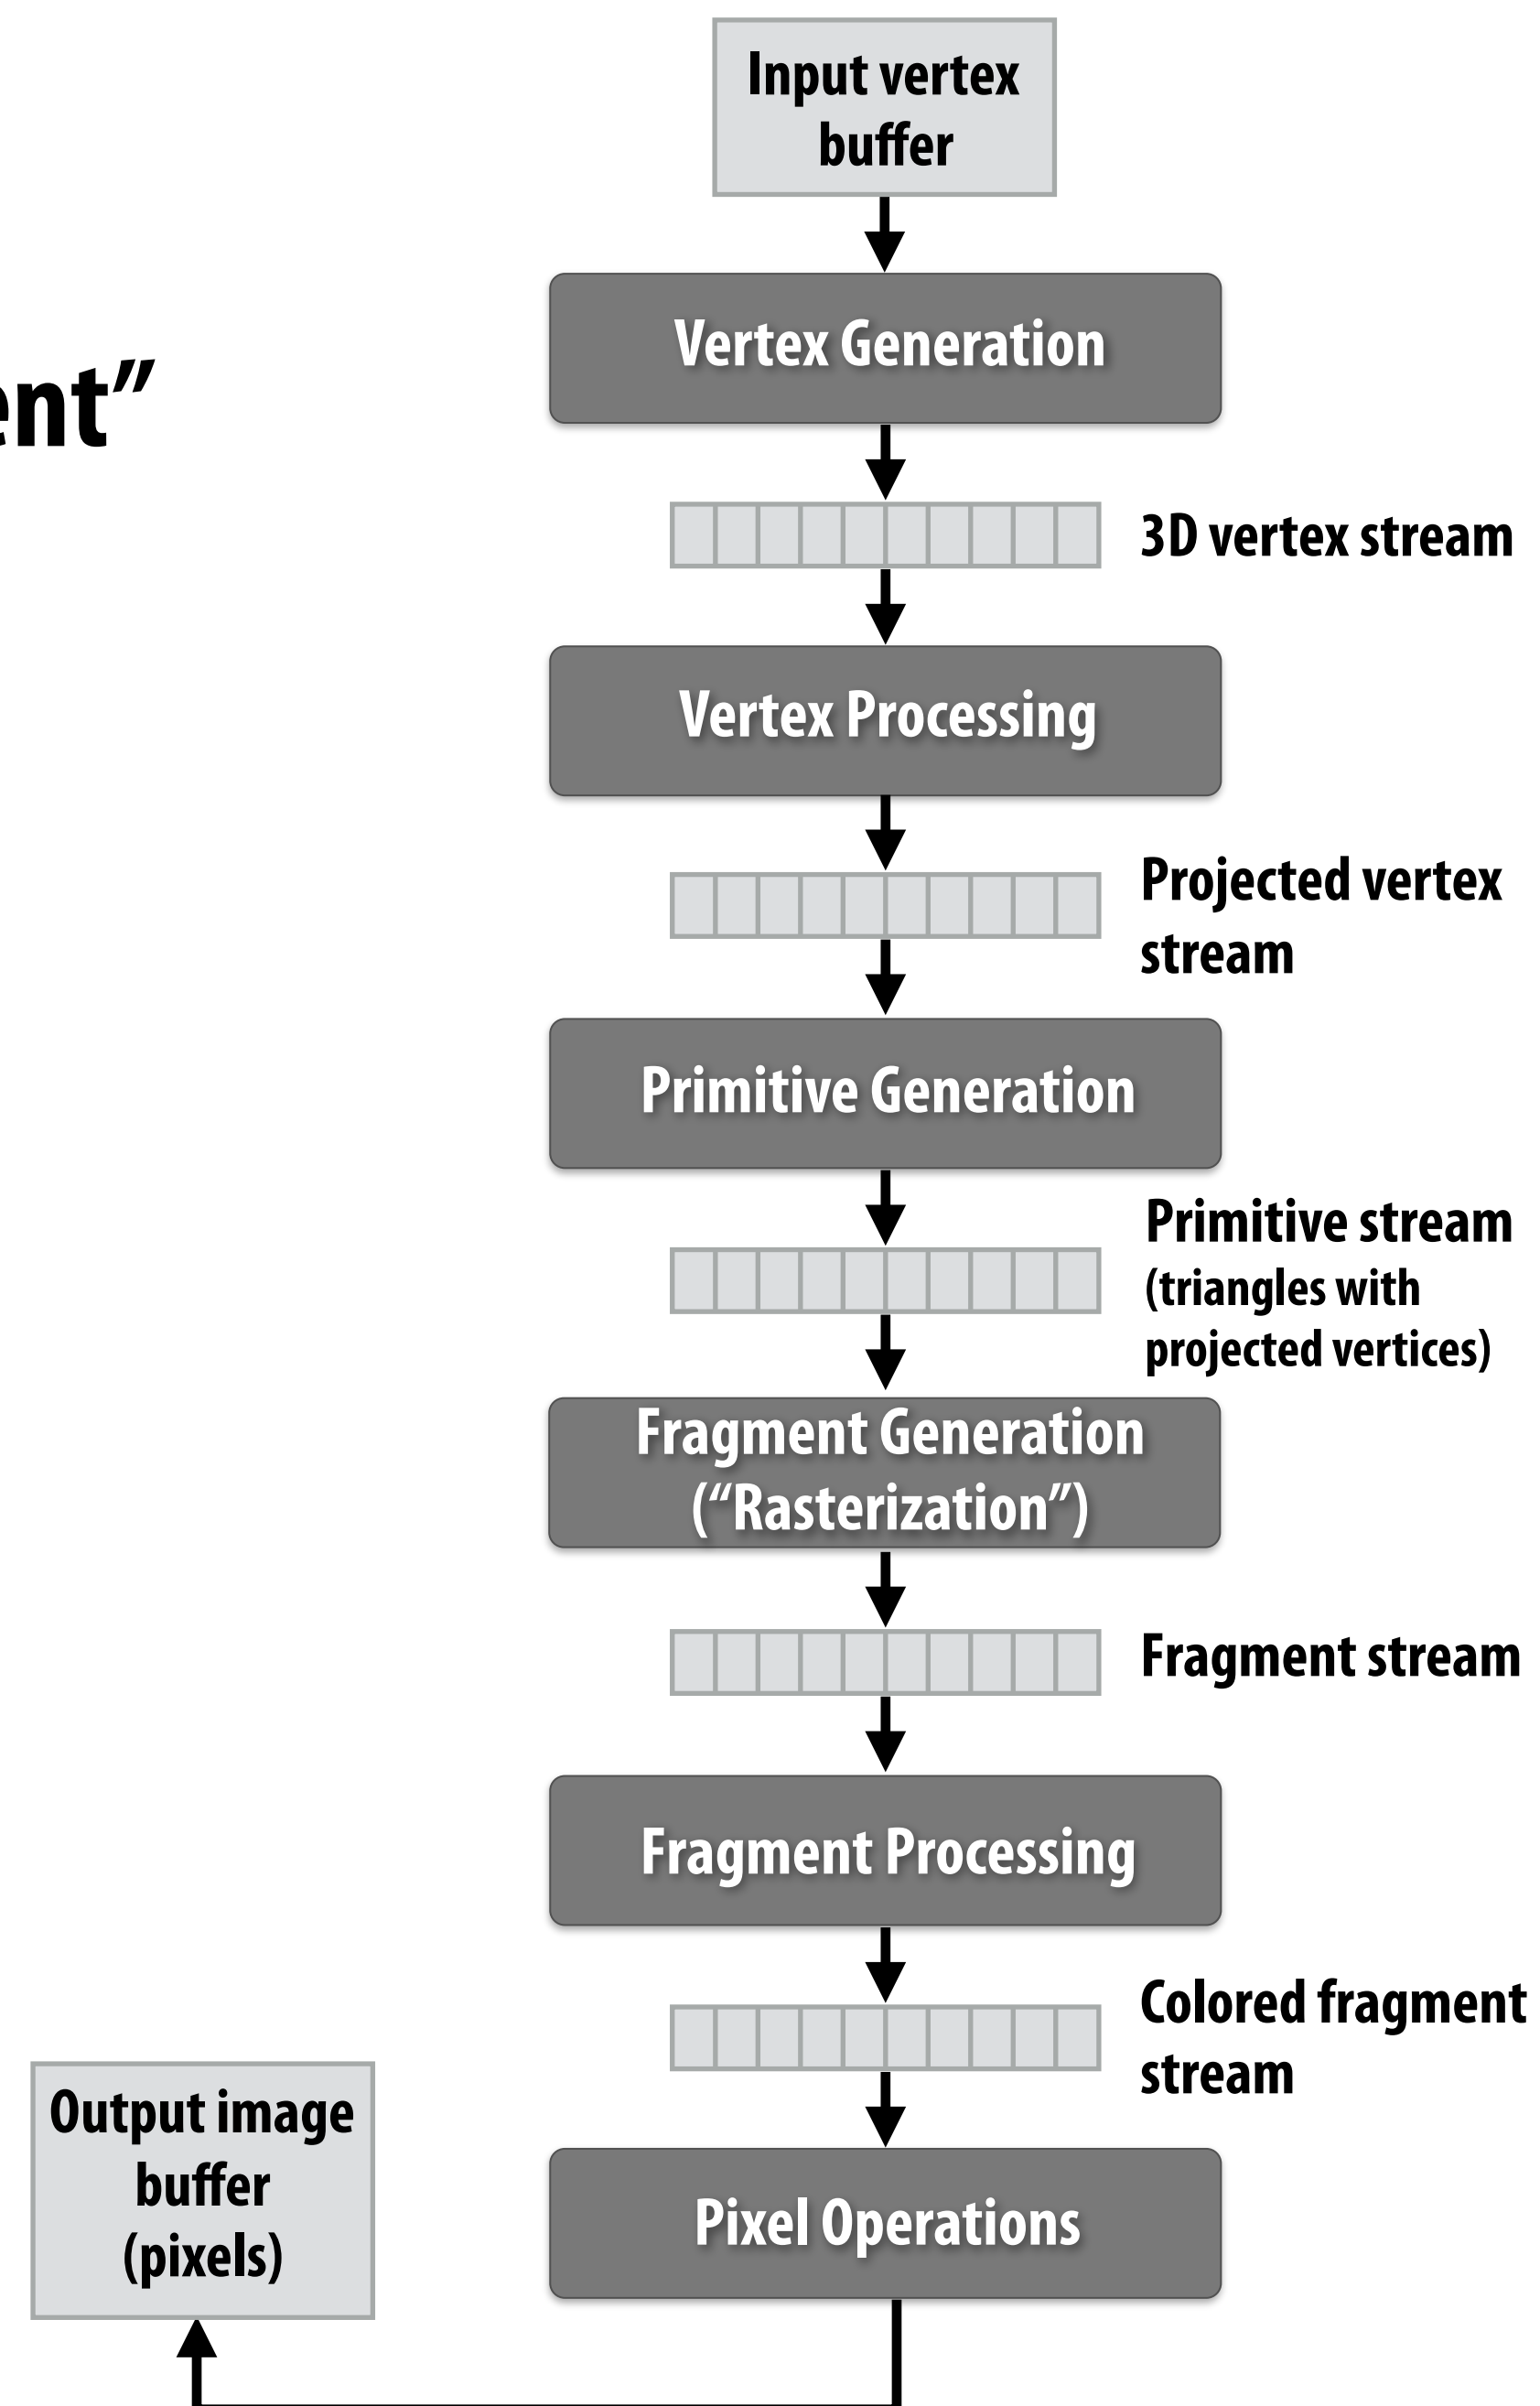 Input vertex
buffer
Vertex Generation
3D vertex stream
Vertex Processing
Projected vertex
stream
Primitive Generation
Primitive stream
(triangles with
projected vertices)
Fragment Generation
(“Rasterization”)
Fragment stream
Fragment Processing
Colored fragment
stream
Pixel Operations
Output image
buffer
(pixels)